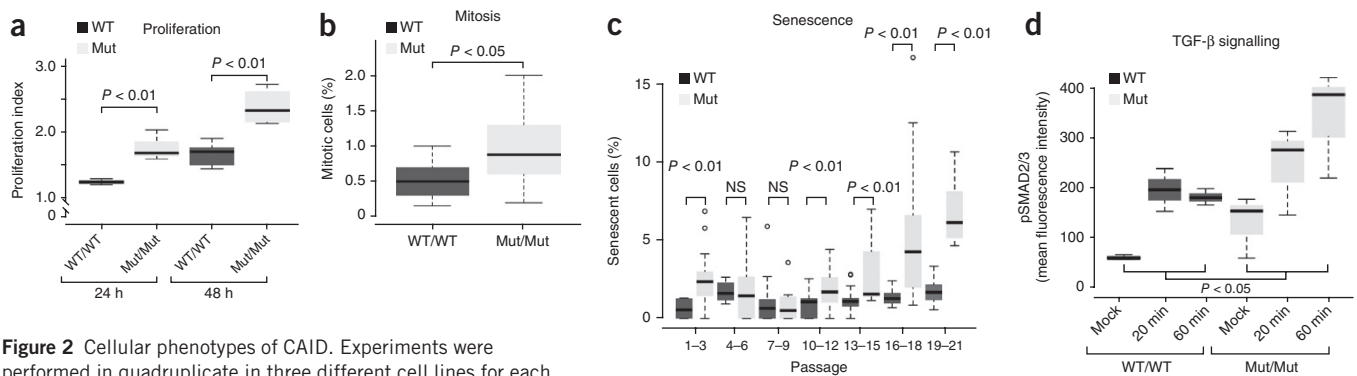 a
Proliferation
WT
Mut
Proliferation index
3.0
2.0
1.0
0
P < 0.01
P < 0.01
WT/WT
Mut/Mut
WT/WT
Mut/Mut
24 h
48 h
b
Mitosis
WT
Mut
Mitotic cells (%)
2.0
1.5
1.0
0.5
0
P < 0.05
WT/WT
Mut/Mut
c
Senescence
WT
Mut
Senescent cells (%)
15
10
5
0
P < 0.01
NS
NS
P < 0.01
P < 0.01
P < 0.01
P < 0.01
1–3
4–6
7–9
10–12
13–15
16–18
19–21
Passage
d
TGF-β signalling
WT
Mut
pSMAD2/3
(mean fluorescence intensity)
400
300
200
100
0
P < 0.05
Mock
20 min
60 min
Mock
20 min
60 min
WT/WT
Mut/Mut
Figure 2 Cellular phenotypes of CAID. Experiments were
performed in quadruplicate in three different cell lines for each